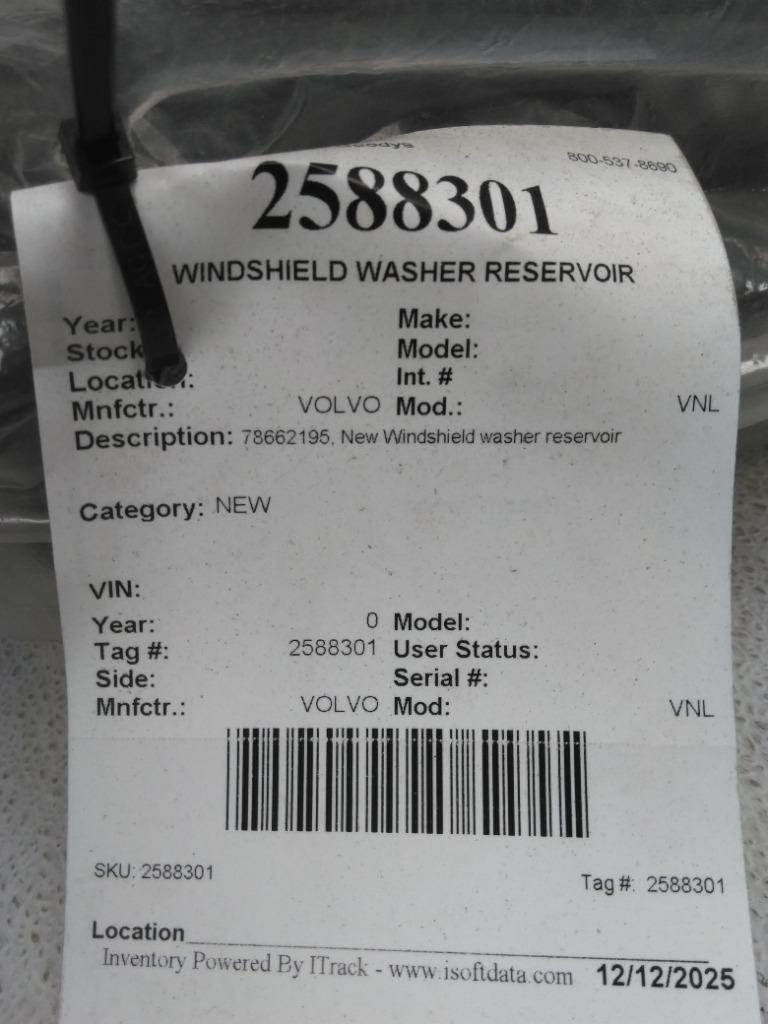 800-537-8690
2588301
WINDSHIELD WASHER RESERVOIR
Year: Make:
Stock Model:
Int. #
Mnfctr.: VOLVO Mod.: VNL
Description: 78662195, New Windshield washer reservoir
Category: NEW
VIN:
Year: 0 Model:
Tag #: 2588301 User Status:
Side: Serial #:
Mnfctr.: VOLVO Mod: VNL
SKU: 2588301 Tag #: 2588301
Location
Inventory Powered By ITrack - www.isoftdata.com 12/12/2025